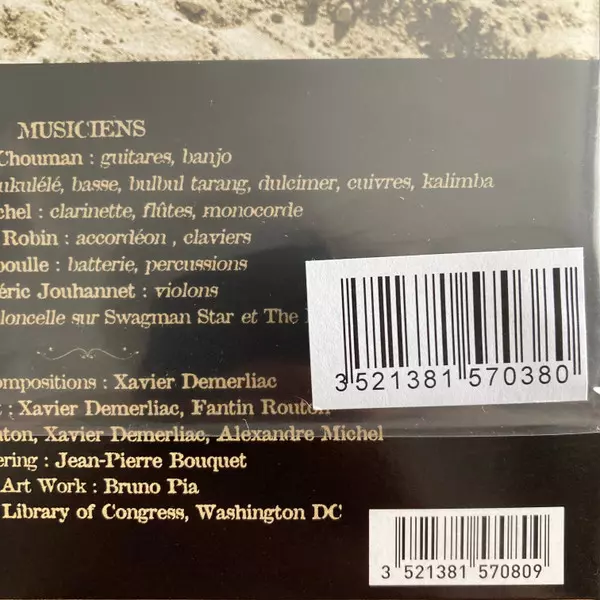 MUSICIENS
Chouman : guitares, banjo
ukulélé, basse, bulbul tarang, dulcimer, cuivres, kalimba
chel : clarinette, flûtes, monocorde
Robin : accordéon , claviers
boulle : batterie, percussions
éric Jouhannet : violons
loncelle sur Swagman Star et The
3 521381 570380
ompositions : Xavier Demerliac
: Xavier Demerliac, Fantin Routon
ton, Xavier Demerliac, Alexandre Michel
ering : Jean-Pierre Bouquet
Art Work : Bruno Pia
Library of Congress, Washington DC
3 521381 570809